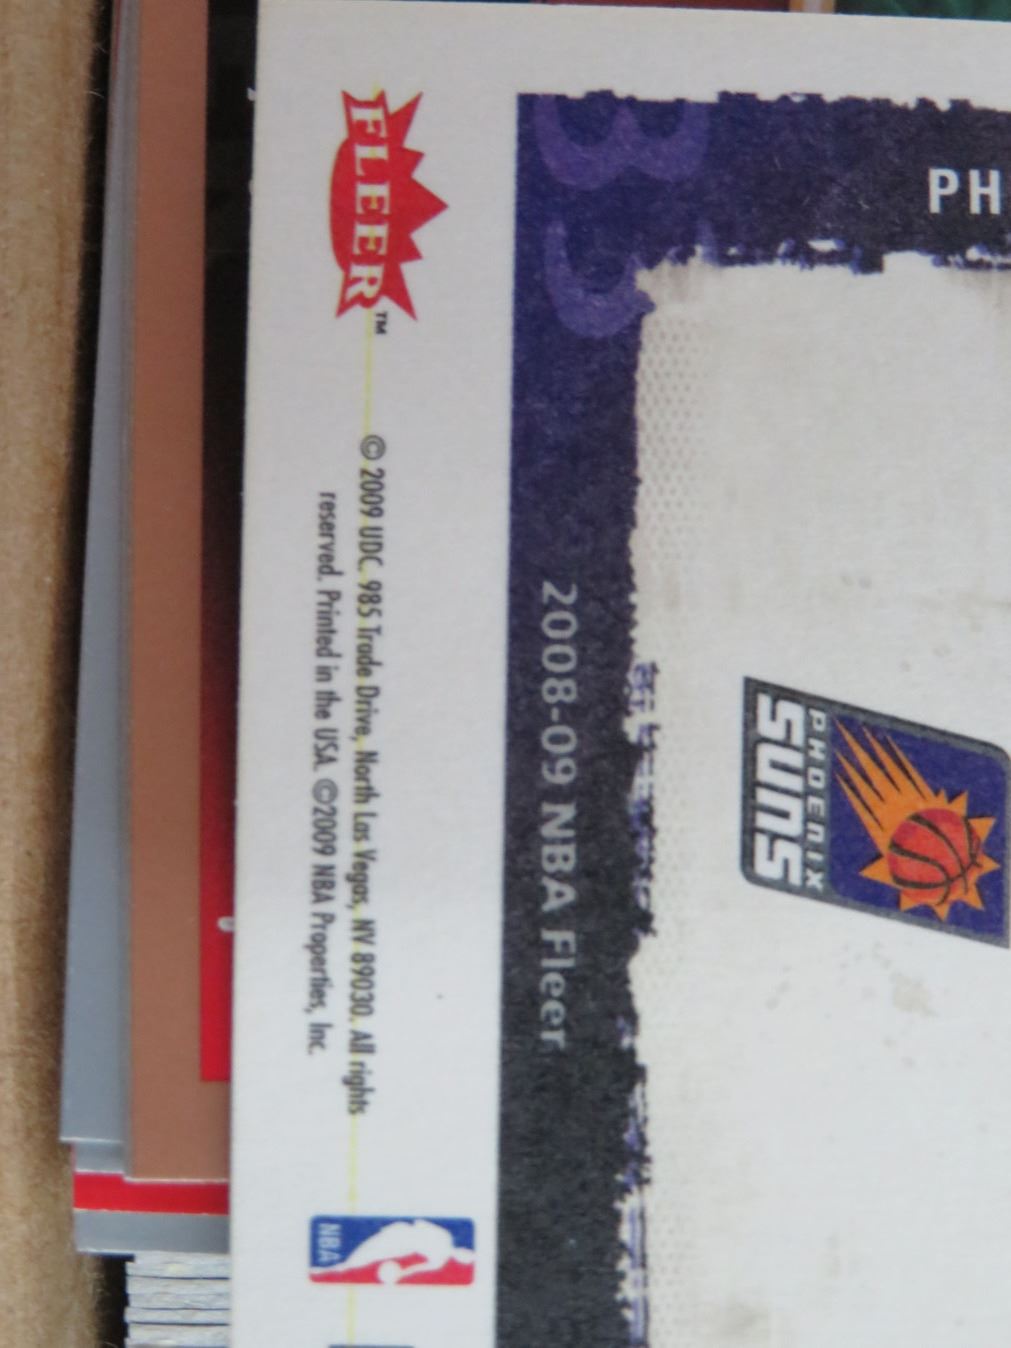 PH
PHOENIX
SUNS
2008-09 NBA Fleer
FLEER™
© 2009 UDC. 985 Trade Drive, North Las Vegas, NV 89030. All rights
reserved. Printed in the USA. ©2009 NBA Properties, Inc.
NBA